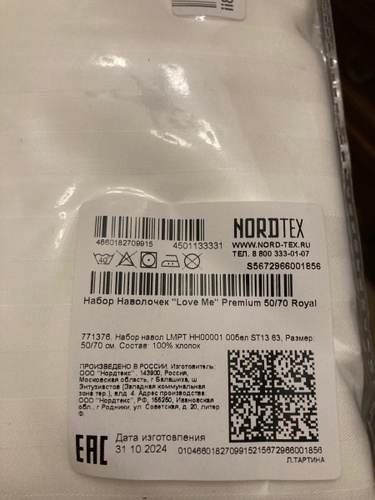 4660182709915
4501133331
NORDTEX
WWW.NORD-TEX.RU
ТЕЛ. 8 800 333-01-07
S5672966001856
Набор Наволочек "Love Me" Premium 50/70 Royal
771376, Набор навол LMPT НН00001 00бел ST13 63, Размер:
50/70 см. Состав: 100% хлопок
ПРОИЗВЕДЕНО В РОССИИ. Изготовитель:
ООО "Нордтекс", 143900, Россия,
Московская область, г Балашиха, ш
Энтузиастов (Западная коммунальная
зона тер.), влд. 4. Адрес производства:
ООО "Нордтекс", РФ, 155250, Ивановская
обл., г Родники, ул. Советская, д. 20, литер
Ф
EAC
Дата изготовления
31.10.2024
0104660182709915215672966001856
Л.ТАРТИНА